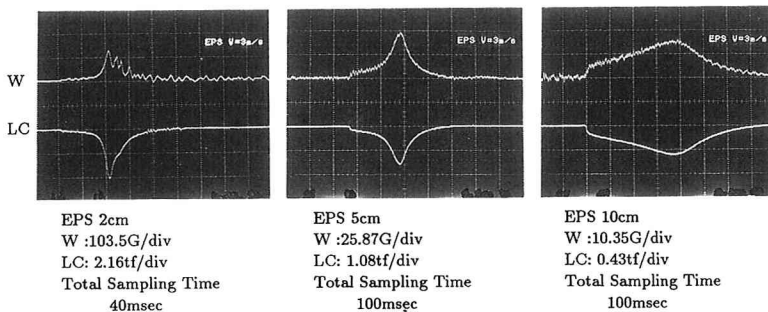 EPS V=3m/s
EPS V=3m/s
EPS V=3m/s
W
LC
EPS 2cm
W :103.5G/div
LC: 2.16tf/div
Total Sampling Time
40msec
EPS 5cm
W :25.87G/div
LC: 1.08tf/div
Total Sampling Time
100msec
EPS 10cm
W :10.35G/div
LC: 0.43tf/div
Total Sampling Time
100msec